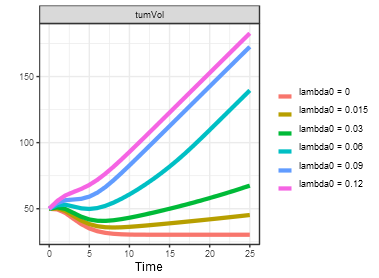 tumVol
150
100
50
0
5
10
15
20
25
Time
lambda0 = 0
lambda0 = 0.015
lambda0 = 0.03
lambda0 = 0.06
lambda0 = 0.09
lambda0 = 0.12